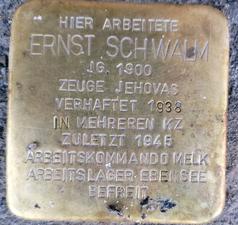 HIER ARBEITETE
ERNST SCHWALM
JG. 1900
ZEUGE JEHOVAS
VERHAFTET 1938
IN MEHREREN KZ
ZULETZT 1945
ARBEITSKOMMANDO MELK
ARBEITSLAGER EBENSEE
BEFREIT